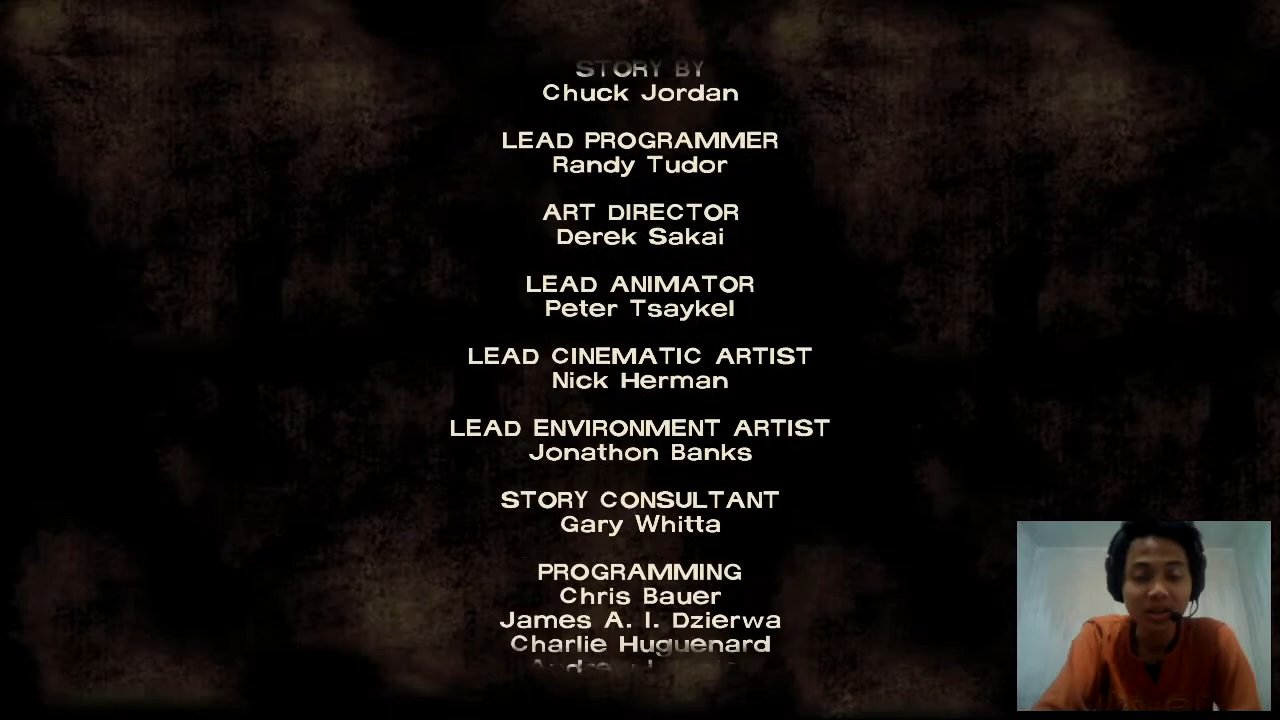 STORY BY
Chuck Jordan
LEAD PROGRAMMER
Randy Tudor
ART DIRECTOR
Derek Sakai
LEAD ANIMATOR
Peter Tsaykel
LEAD CINEMATIC ARTIST
Nick Herman
LEAD ENVIRONMENT ARTIST
Jonathon Banks
STORY CONSULTANT
Gary Whitta
PROGRAMMING
Chris Bauer
James A. I. Dzierwa
Charlie Huguenard